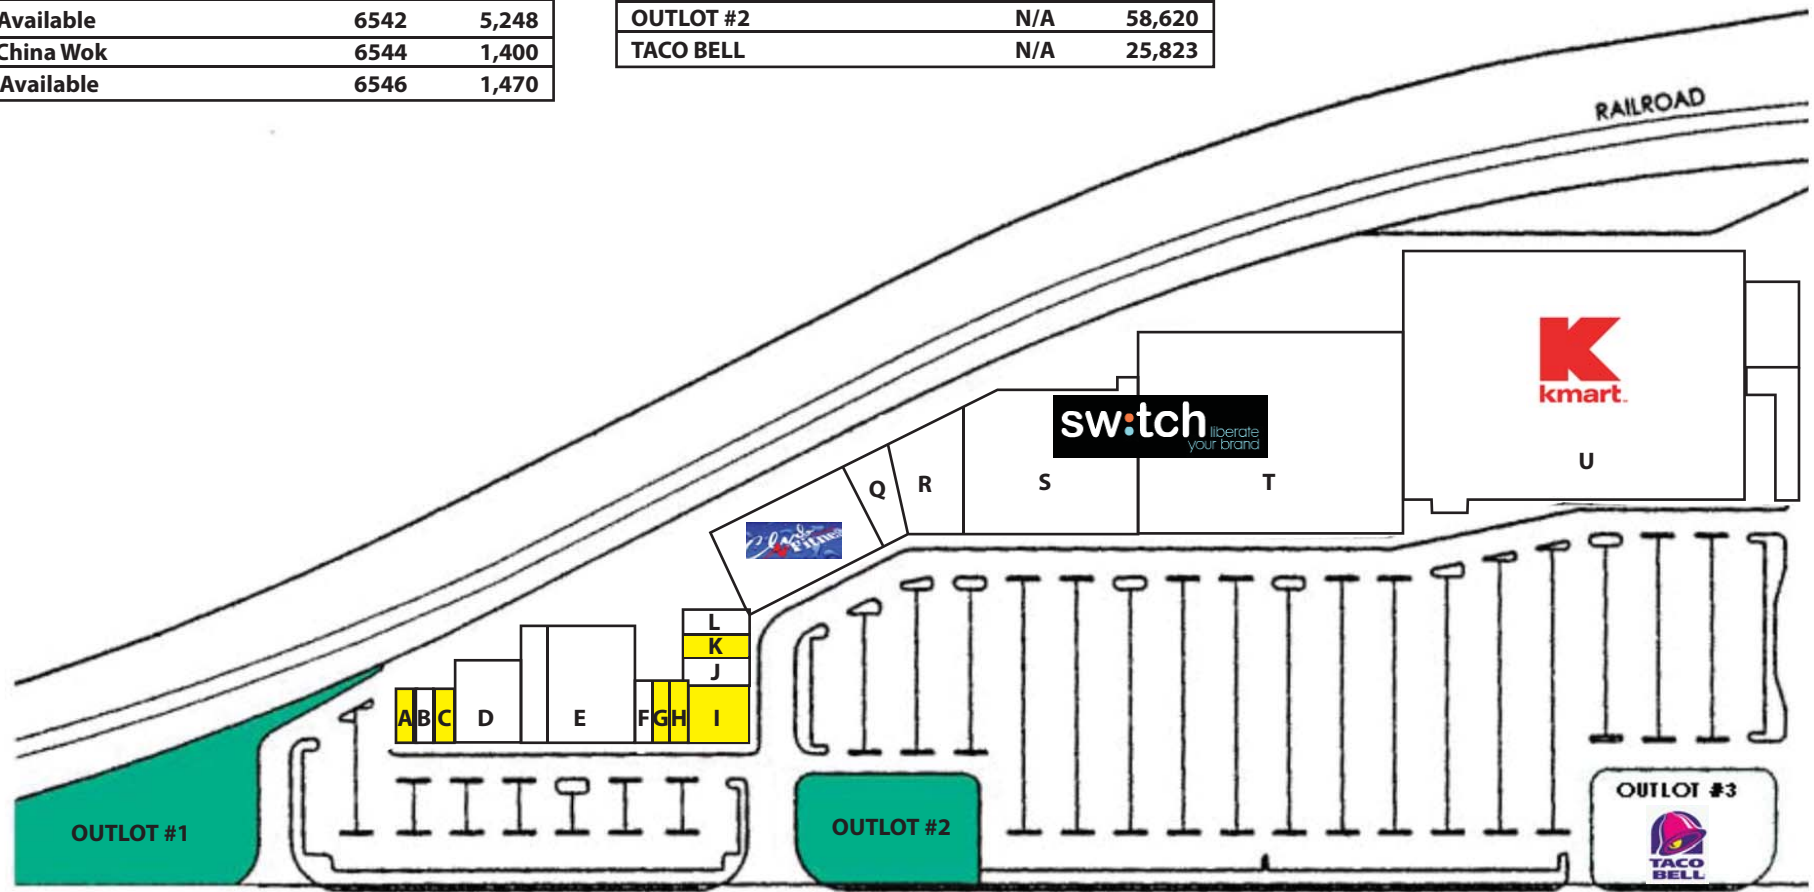 Available 6542 5,248
China Wok 6544 1,400
Available 6546 1,470
OUTLOT #2 N/A 58,620
TACO BELL N/A 25,823
RAILROAD
K
kmart
U
sw:tch liberate
your brand
Q
R
S
T
Fitness
L
K
J
A B C D E F G H I
OUTLOT #1
OUTLOT #2
OUTLOT #3
TACO
BELL